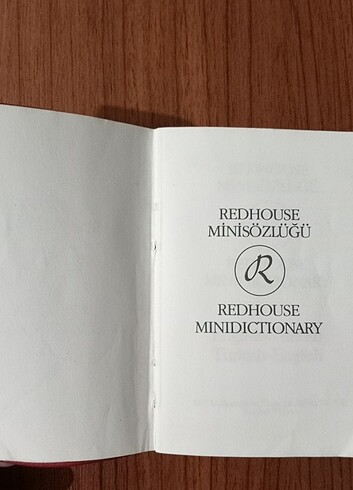 REDHOUSE
MİNİSÖZLÜĞÜ
R
REDHOUSE
MINIDICTIONARY